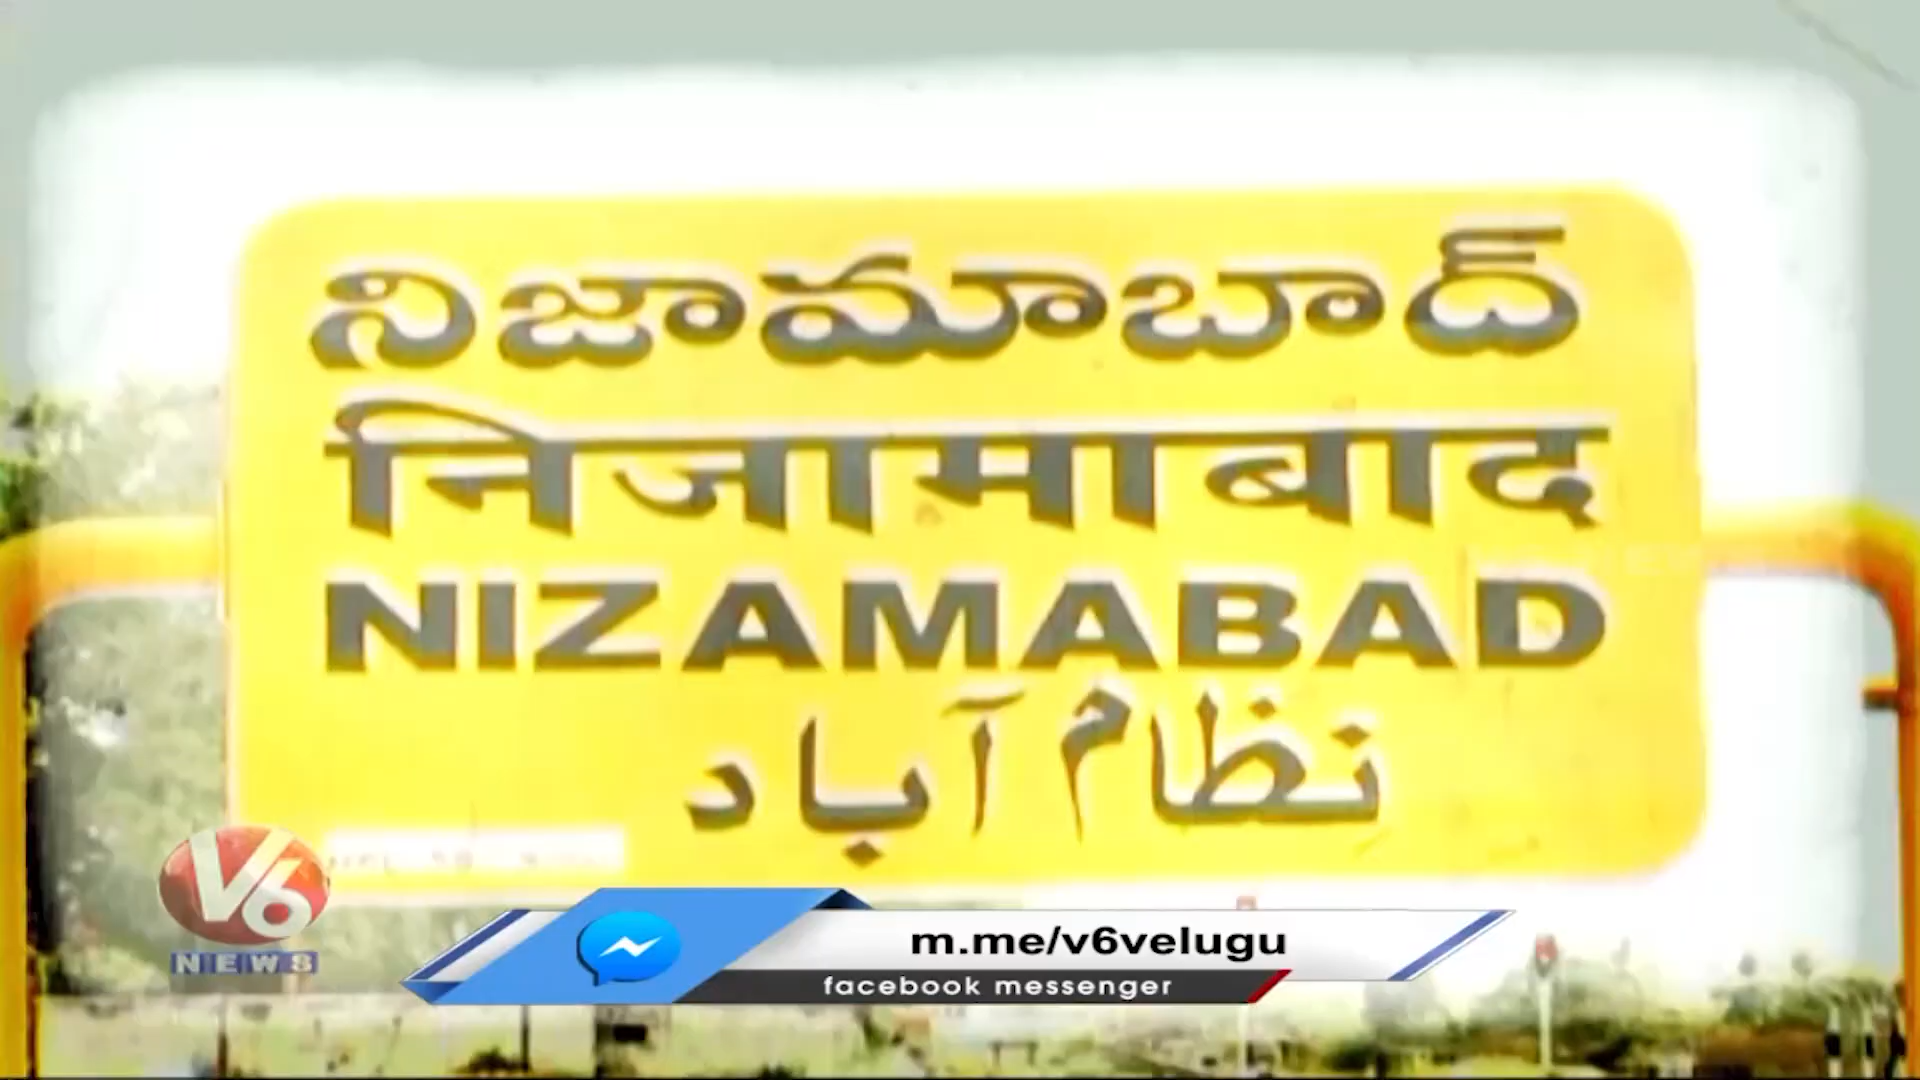 నిజామాబాద్
निजामाबाद
NIZAMABAD
نظام آباد
V6
NEWS
m.me/v6velugu
facebook messenger